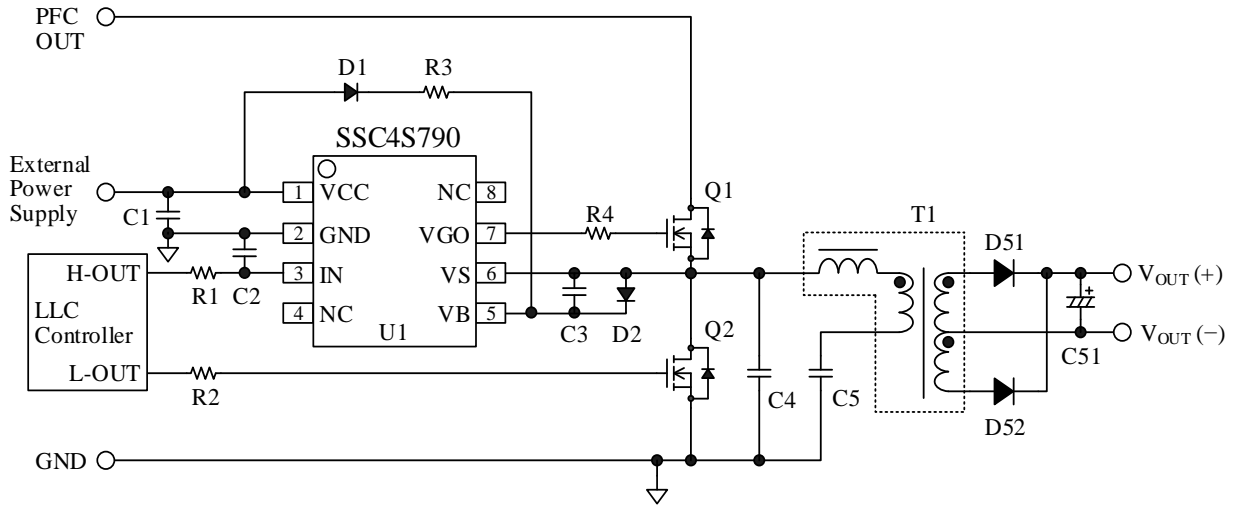 PFC
OUT
D1
R3
SSC4S790
External
Power
Supply
C1
1
VCC
NC
8
Q1
2
GND
VGO
7
R4
T1
H-OUT
R1
C2
3
IN
VS
6
D51
V_OUT (+)
LLC
Controller
4
NC
VB
5
U1
C3
D2
Q2
C51
V_OUT (−)
L-OUT
R2
C4
C5
D52
GND